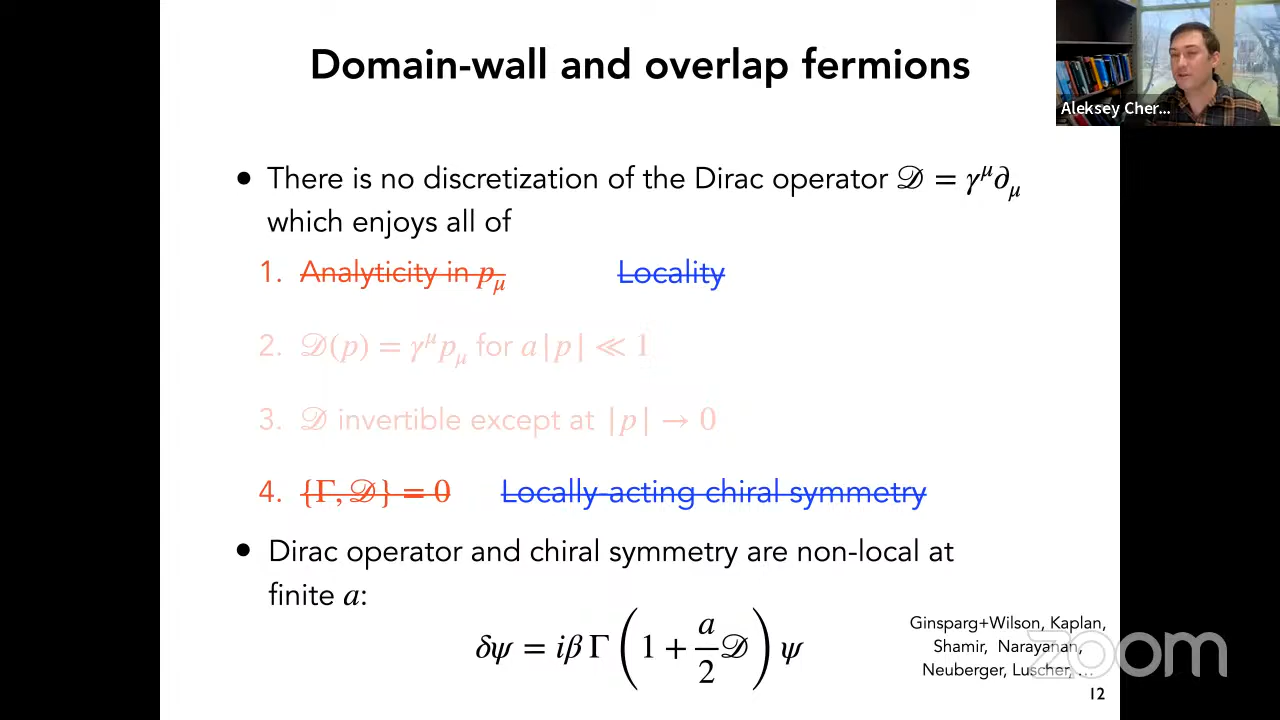 Domain-wall and overlap fermions
Aleksey Cher...
• There is no discretization of the Dirac operator 𝒟 = γ^μ∂_μ
which enjoys all of
1. Analyticity in p_μ Locality
2. 𝒟(p) = γ^μ p_μ for a|p| ≪ 1
3. 𝒟 invertible except at |p| → 0
4. {Γ, 𝒟} = 0 Locally-acting chiral symmetry
• Dirac operator and chiral symmetry are non-local at
finite a:
δψ = iβ Γ (1 + a/2 𝒟) ψ
Ginsparg+Wilson, Kaplan,
Shamir, Narayanan,
Neuberger, Luscher, ...
zoom
12